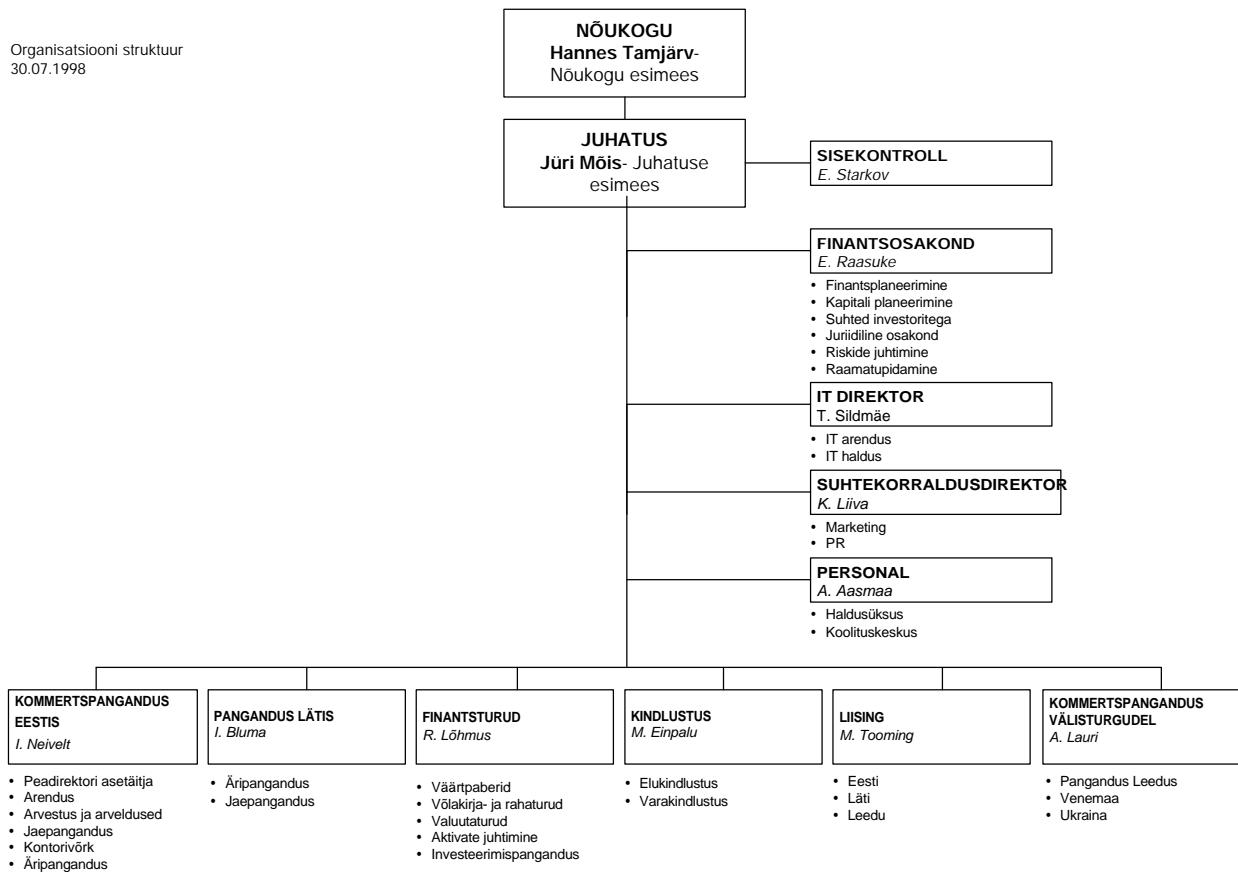 Organisatsiooni struktuur
30.07.1998
NÕUKOGU
Hannes Tamjärv-
Nõukogu esimees
JUHATUS
Jüri Mõis- Juhatuse
esimees
SISEKONTROLL
E. Starkov
FINANTSOSAKOND
E. Raasuke
• Finantsplaneerimine
• Kapitali planeerimine
• Suhted investoritega
• Juriidiline osakond
• Riskide juhtimine
• Raamatupidamine
IT DIREKTOR
T. Sildmäe
• IT arendus
• IT haldus
SUHTEKORRALDUSDIREKTOR
K. Liiva
• Marketing
• PR
PERSONAL
A. Aasmaa
• Haldusüksus
• Koolituskeskus
KOMMERTSPANGANDUS
EESTIS
I. Neivelt
• Peadirektori asetäitja
• Arendus
• Arvestus ja arveldused
• Jaepangandus
• Kontorivõrk
• Äripangandus
PANGANDUS LÄTIS
I. Bluma
• Äripangandus
• Jaepangandus
FINANTSTURUD
R. Lõhmus
• Väärtpaberid
• Võlakirja- ja rahaturud
• Valuutaturud
• Aktivate juhtimine
• Investeerimispangandus
KINDLUSTUS
M. Einpalu
• Elukindlustus
• Varakindlustus
LIISING
M. Tooming
• Eesti
• Läti
• Leedu
KOMMERTSPANGANDUS
VÄLISTURGUDEL
A. Lauri
• Pangandus Leedus
• Venemaa
• Ukraina